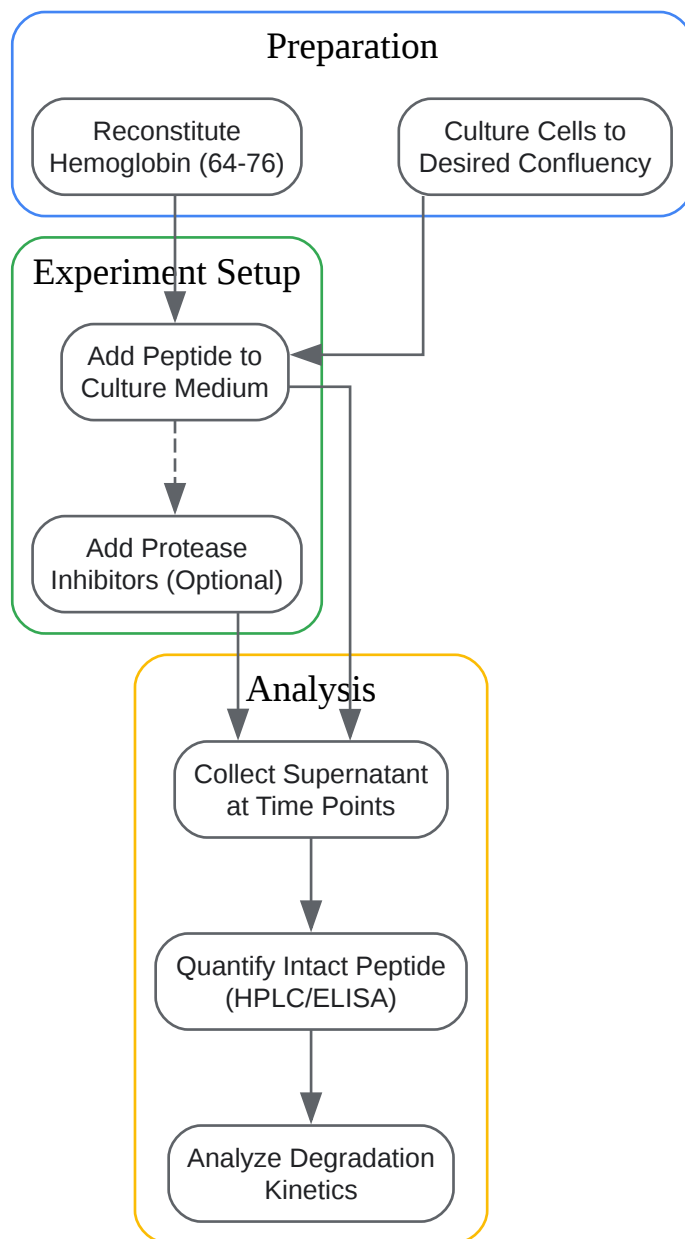 Preparation
Reconstitute
Hemoglobin (64-76)
Culture Cells to
Desired Confluency
Experiment Setup
Add Peptide to
Culture Medium
Add Protease
Inhibitors (Optional)
Analysis
Collect Supernatant
at Time Points
Quantify Intact Peptide
(HPLC/ELISA)
Analyze Degradation
Kinetics